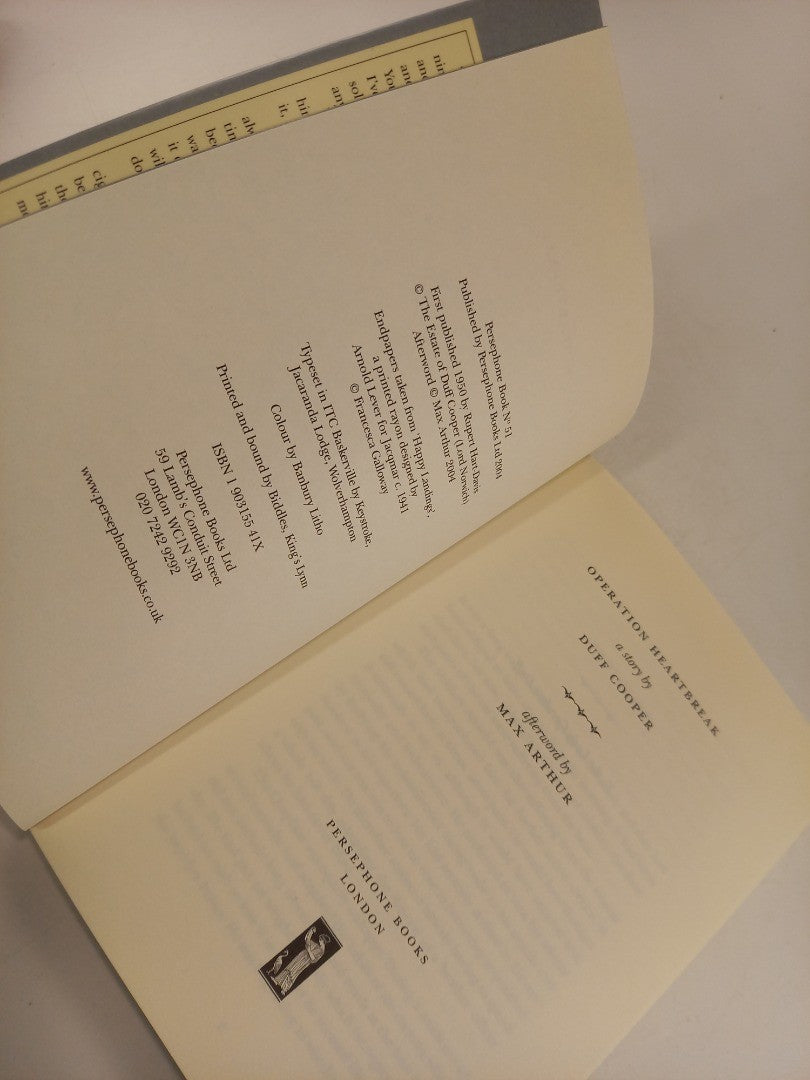 Persephone Book N° 51
Published by Persephone Books Ltd 2004
First published 1950 by Rupert Hart-Davis
© The Estate of Duff Cooper (Lord Norwich)
Afterword © Max Arthur 2004
Endpapers taken from 'Happy Landings',
a printed rayon designed by
Arnold Lever for Jacqmar c. 1941
© Francesca Galloway
Typeset in ITC Baskerville by Keystroke,
Jacaranda Lodge, Wolverhampton
Colour by Banbury Litho
Printed and bound by Biddles, King's Lynn
ISBN 1 903155 41X
Persephone Books Ltd
59 Lamb's Conduit Street
London WC1N 3NB
020 7242 9292
www.persephonebooks.co.uk
OPERATION HEARTBREAK
a story by
DUFF COOPER
afterword by
MAX ARTHUR
PERSEPHONE BOOKS
LONDON